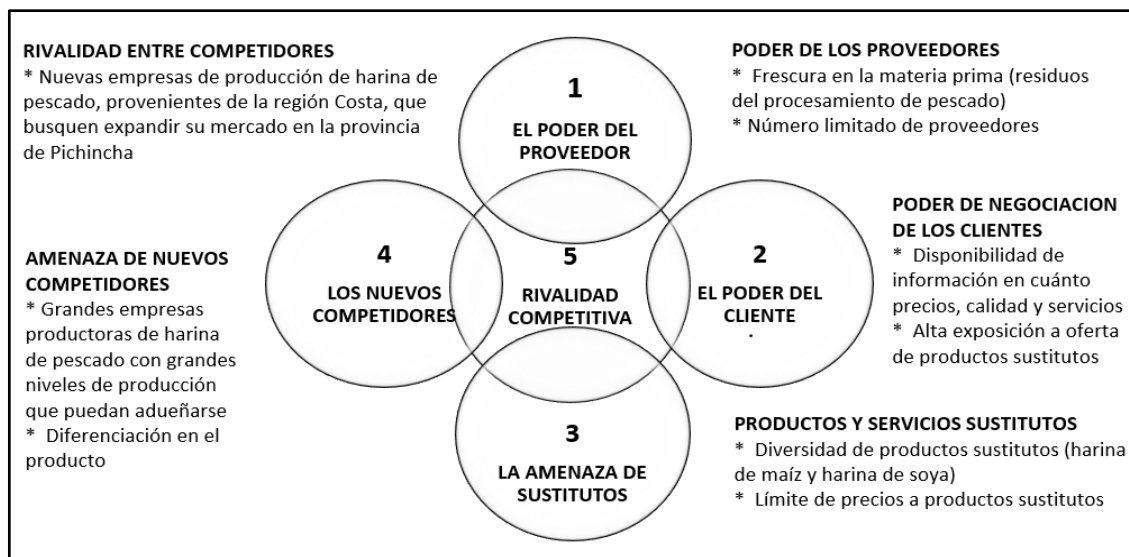 RIVALIDAD ENTRE COMPETIDORES
* Nuevas empresas de producción de harina de
pescado, provenientes de la región Costa, que
busquen expandir su mercado en la provincia
de Pichincha
1
EL PODER DEL
PROVEEDOR
PODER DE LOS PROVEEDORES
* Frescura en la materia prima (residuos
del procesamiento de pescado)
* Número limitado de proveedores
AMENAZA DE NUEVOS
COMPETIDORES
* Grandes empresas
productoras de harina
de pescado con grandes
niveles de producción
que puedan adueñarse
* Diferenciación en el
producto
4
LOS NUEVOS
COMPETIDORES
5
RIVALIDAD
COMPETITIVA
2
EL PODER DEL
CLIENTE
.
PODER DE NEGOCIACION
DE LOS CLIENTES
* Disponibilidad de
información en cuánto
precios, calidad y servicios
* Alta exposición a oferta
de productos sustitutos
3
LA AMENAZA DE
SUSTITUTOS
PRODUCTOS Y SERVICIOS SUSTITUTOS
* Diversidad de productos sustitutos (harina
de maíz y harina de soya)
* Límite de precios a productos sustitutos